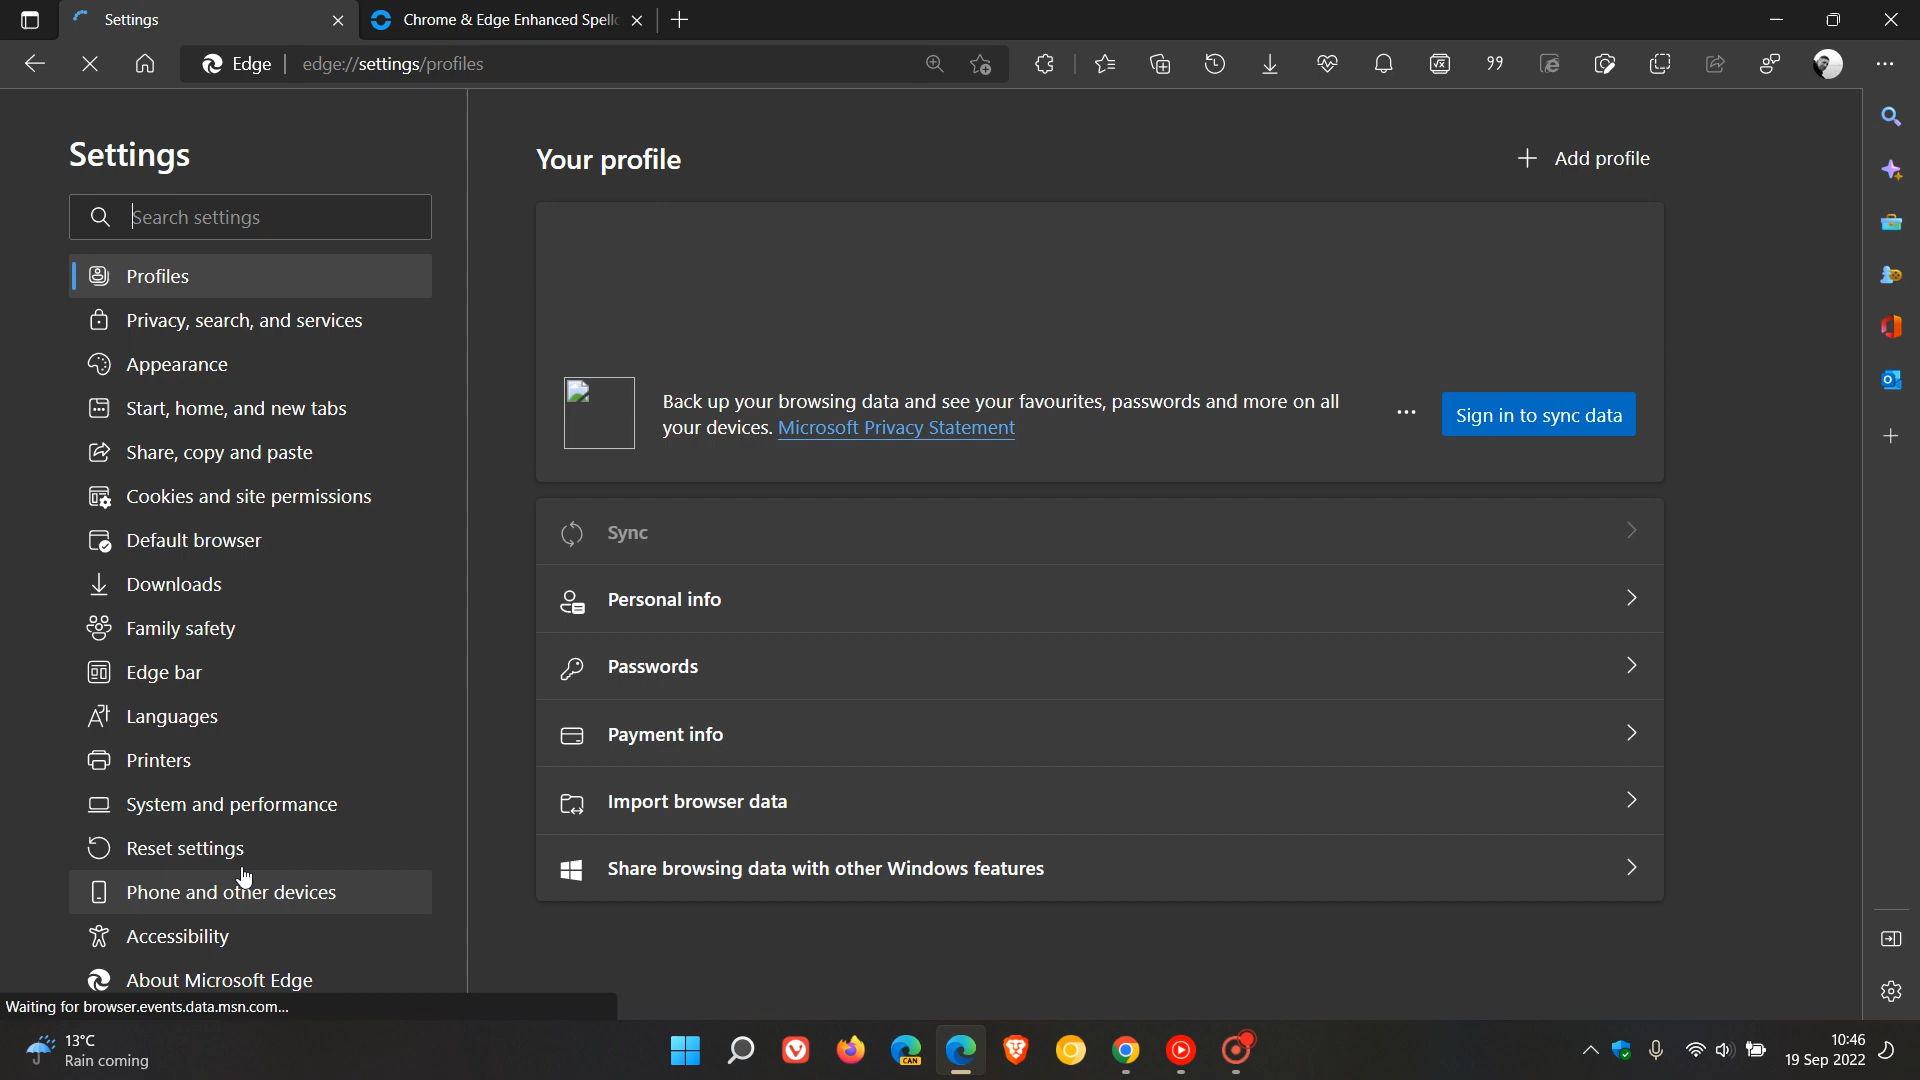 Settings
Chrome & Edge Enhanced Spellc
Edge
edge://settings/profiles
Settings
Search settings
Profiles
Privacy, search, and services
Appearance
Start, home, and new tabs
Share, copy and paste
Cookies and site permissions
Default browser
Downloads
Family safety
Edge bar
Languages
Printers
System and performance
Reset settings
Phone and other devices
Accessibility
About Microsoft Edge
Waiting for browser.events.data.msn.com...
Your profile
Add profile
Back up your browsing data and see your favourites, passwords and more on all
your devices. Microsoft Privacy Statement
Sign in to sync data
Sync
Personal info
Passwords
Payment info
Import browser data
Share browsing data with other Windows features
13°C
Rain coming
CAN
10:46
19 Sep 2022